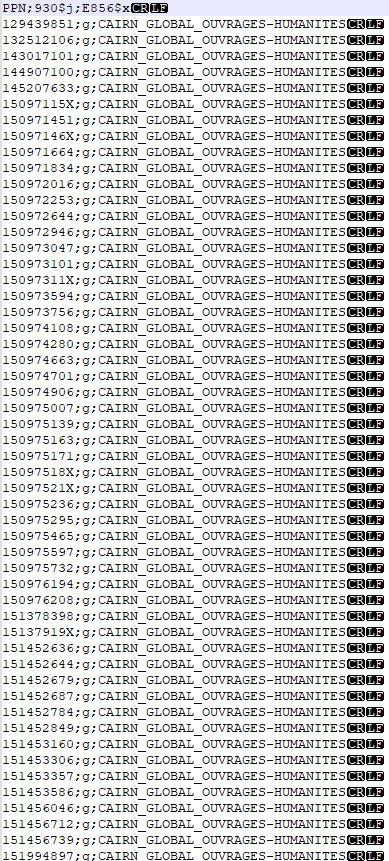 PPN;930$j;E856$xCRLF
129439851;g;CAIRN_GLOBAL_OUVRAGES-HUMANITESCRLF
132512106;g;CAIRN_GLOBAL_OUVRAGES-HUMANITESCRLF
143017101;g;CAIRN_GLOBAL_OUVRAGES-HUMANITESCRLF
144907100;g;CAIRN_GLOBAL_OUVRAGES-HUMANITESCRLF
145207633;g;CAIRN_GLOBAL_OUVRAGES-HUMANITESCRLF
15097115X;g;CAIRN_GLOBAL_OUVRAGES-HUMANITESCRLF
150971451;g;CAIRN_GLOBAL_OUVRAGES-HUMANITESCRLF
15097146X;g;CAIRN_GLOBAL_OUVRAGES-HUMANITESCRLF
150971664;g;CAIRN_GLOBAL_OUVRAGES-HUMANITESCRLF
150971834;g;CAIRN_GLOBAL_OUVRAGES-HUMANITESCRLF
150972016;g;CAIRN_GLOBAL_OUVRAGES-HUMANITESCRLF
150972253;g;CAIRN_GLOBAL_OUVRAGES-HUMANITESCRLF
150972644;g;CAIRN_GLOBAL_OUVRAGES-HUMANITESCRLF
150972946;g;CAIRN_GLOBAL_OUVRAGES-HUMANITESCRLF
150973047;g;CAIRN_GLOBAL_OUVRAGES-HUMANITESCRLF
150973101;g;CAIRN_GLOBAL_OUVRAGES-HUMANITESCRLF
15097311X;g;CAIRN_GLOBAL_OUVRAGES-HUMANITESCRLF
150973594;g;CAIRN_GLOBAL_OUVRAGES-HUMANITESCRLF
150973756;g;CAIRN_GLOBAL_OUVRAGES-HUMANITESCRLF
150974108;g;CAIRN_GLOBAL_OUVRAGES-HUMANITESCRLF
150974280;g;CAIRN_GLOBAL_OUVRAGES-HUMANITESCRLF
150974663;g;CAIRN_GLOBAL_OUVRAGES-HUMANITESCRLF
150974701;g;CAIRN_GLOBAL_OUVRAGES-HUMANITESCRLF
150974906;g;CAIRN_GLOBAL_OUVRAGES-HUMANITESCRLF
150975007;g;CAIRN_GLOBAL_OUVRAGES-HUMANITESCRLF
150975139;g;CAIRN_GLOBAL_OUVRAGES-HUMANITESCRLF
150975163;g;CAIRN_GLOBAL_OUVRAGES-HUMANITESCRLF
150975171;g;CAIRN_GLOBAL_OUVRAGES-HUMANITESCRLF
15097518X;g;CAIRN_GLOBAL_OUVRAGES-HUMANITESCRLF
15097521X;g;CAIRN_GLOBAL_OUVRAGES-HUMANITESCRLF
150975236;g;CAIRN_GLOBAL_OUVRAGES-HUMANITESCRLF
150975295;g;CAIRN_GLOBAL_OUVRAGES-HUMANITESCRLF
150975465;g;CAIRN_GLOBAL_OUVRAGES-HUMANITESCRLF
150975597;g;CAIRN_GLOBAL_OUVRAGES-HUMANITESCRLF
150975732;g;CAIRN_GLOBAL_OUVRAGES-HUMANITESCRLF
150976194;g;CAIRN_GLOBAL_OUVRAGES-HUMANITESCRLF
150976208;g;CAIRN_GLOBAL_OUVRAGES-HUMANITESCRLF
151378398;g;CAIRN_GLOBAL_OUVRAGES-HUMANITESCRLF
15137919X;g;CAIRN_GLOBAL_OUVRAGES-HUMANITESCRLF
151452636;g;CAIRN_GLOBAL_OUVRAGES-HUMANITESCRLF
151452644;g;CAIRN_GLOBAL_OUVRAGES-HUMANITESCRLF
151452679;g;CAIRN_GLOBAL_OUVRAGES-HUMANITESCRLF
151452687;g;CAIRN_GLOBAL_OUVRAGES-HUMANITESCRLF
151452784;g;CAIRN_GLOBAL_OUVRAGES-HUMANITESCRLF
151452849;g;CAIRN_GLOBAL_OUVRAGES-HUMANITESCRLF
151453160;g;CAIRN_GLOBAL_OUVRAGES-HUMANITESCRLF
151453306;g;CAIRN_GLOBAL_OUVRAGES-HUMANITESCRLF
151453357;g;CAIRN_GLOBAL_OUVRAGES-HUMANITESCRLF
151453586;g;CAIRN_GLOBAL_OUVRAGES-HUMANITESCRLF
151456046;g;CAIRN_GLOBAL_OUVRAGES-HUMANITESCRLF
151456712;g;CAIRN_GLOBAL_OUVRAGES-HUMANITESCRLF
151456739;g;CAIRN_GLOBAL_OUVRAGES-HUMANITESCRLF
151994897;g;CAIRN_GLOBAL_OUVRAGES-HUMANITESCRLF